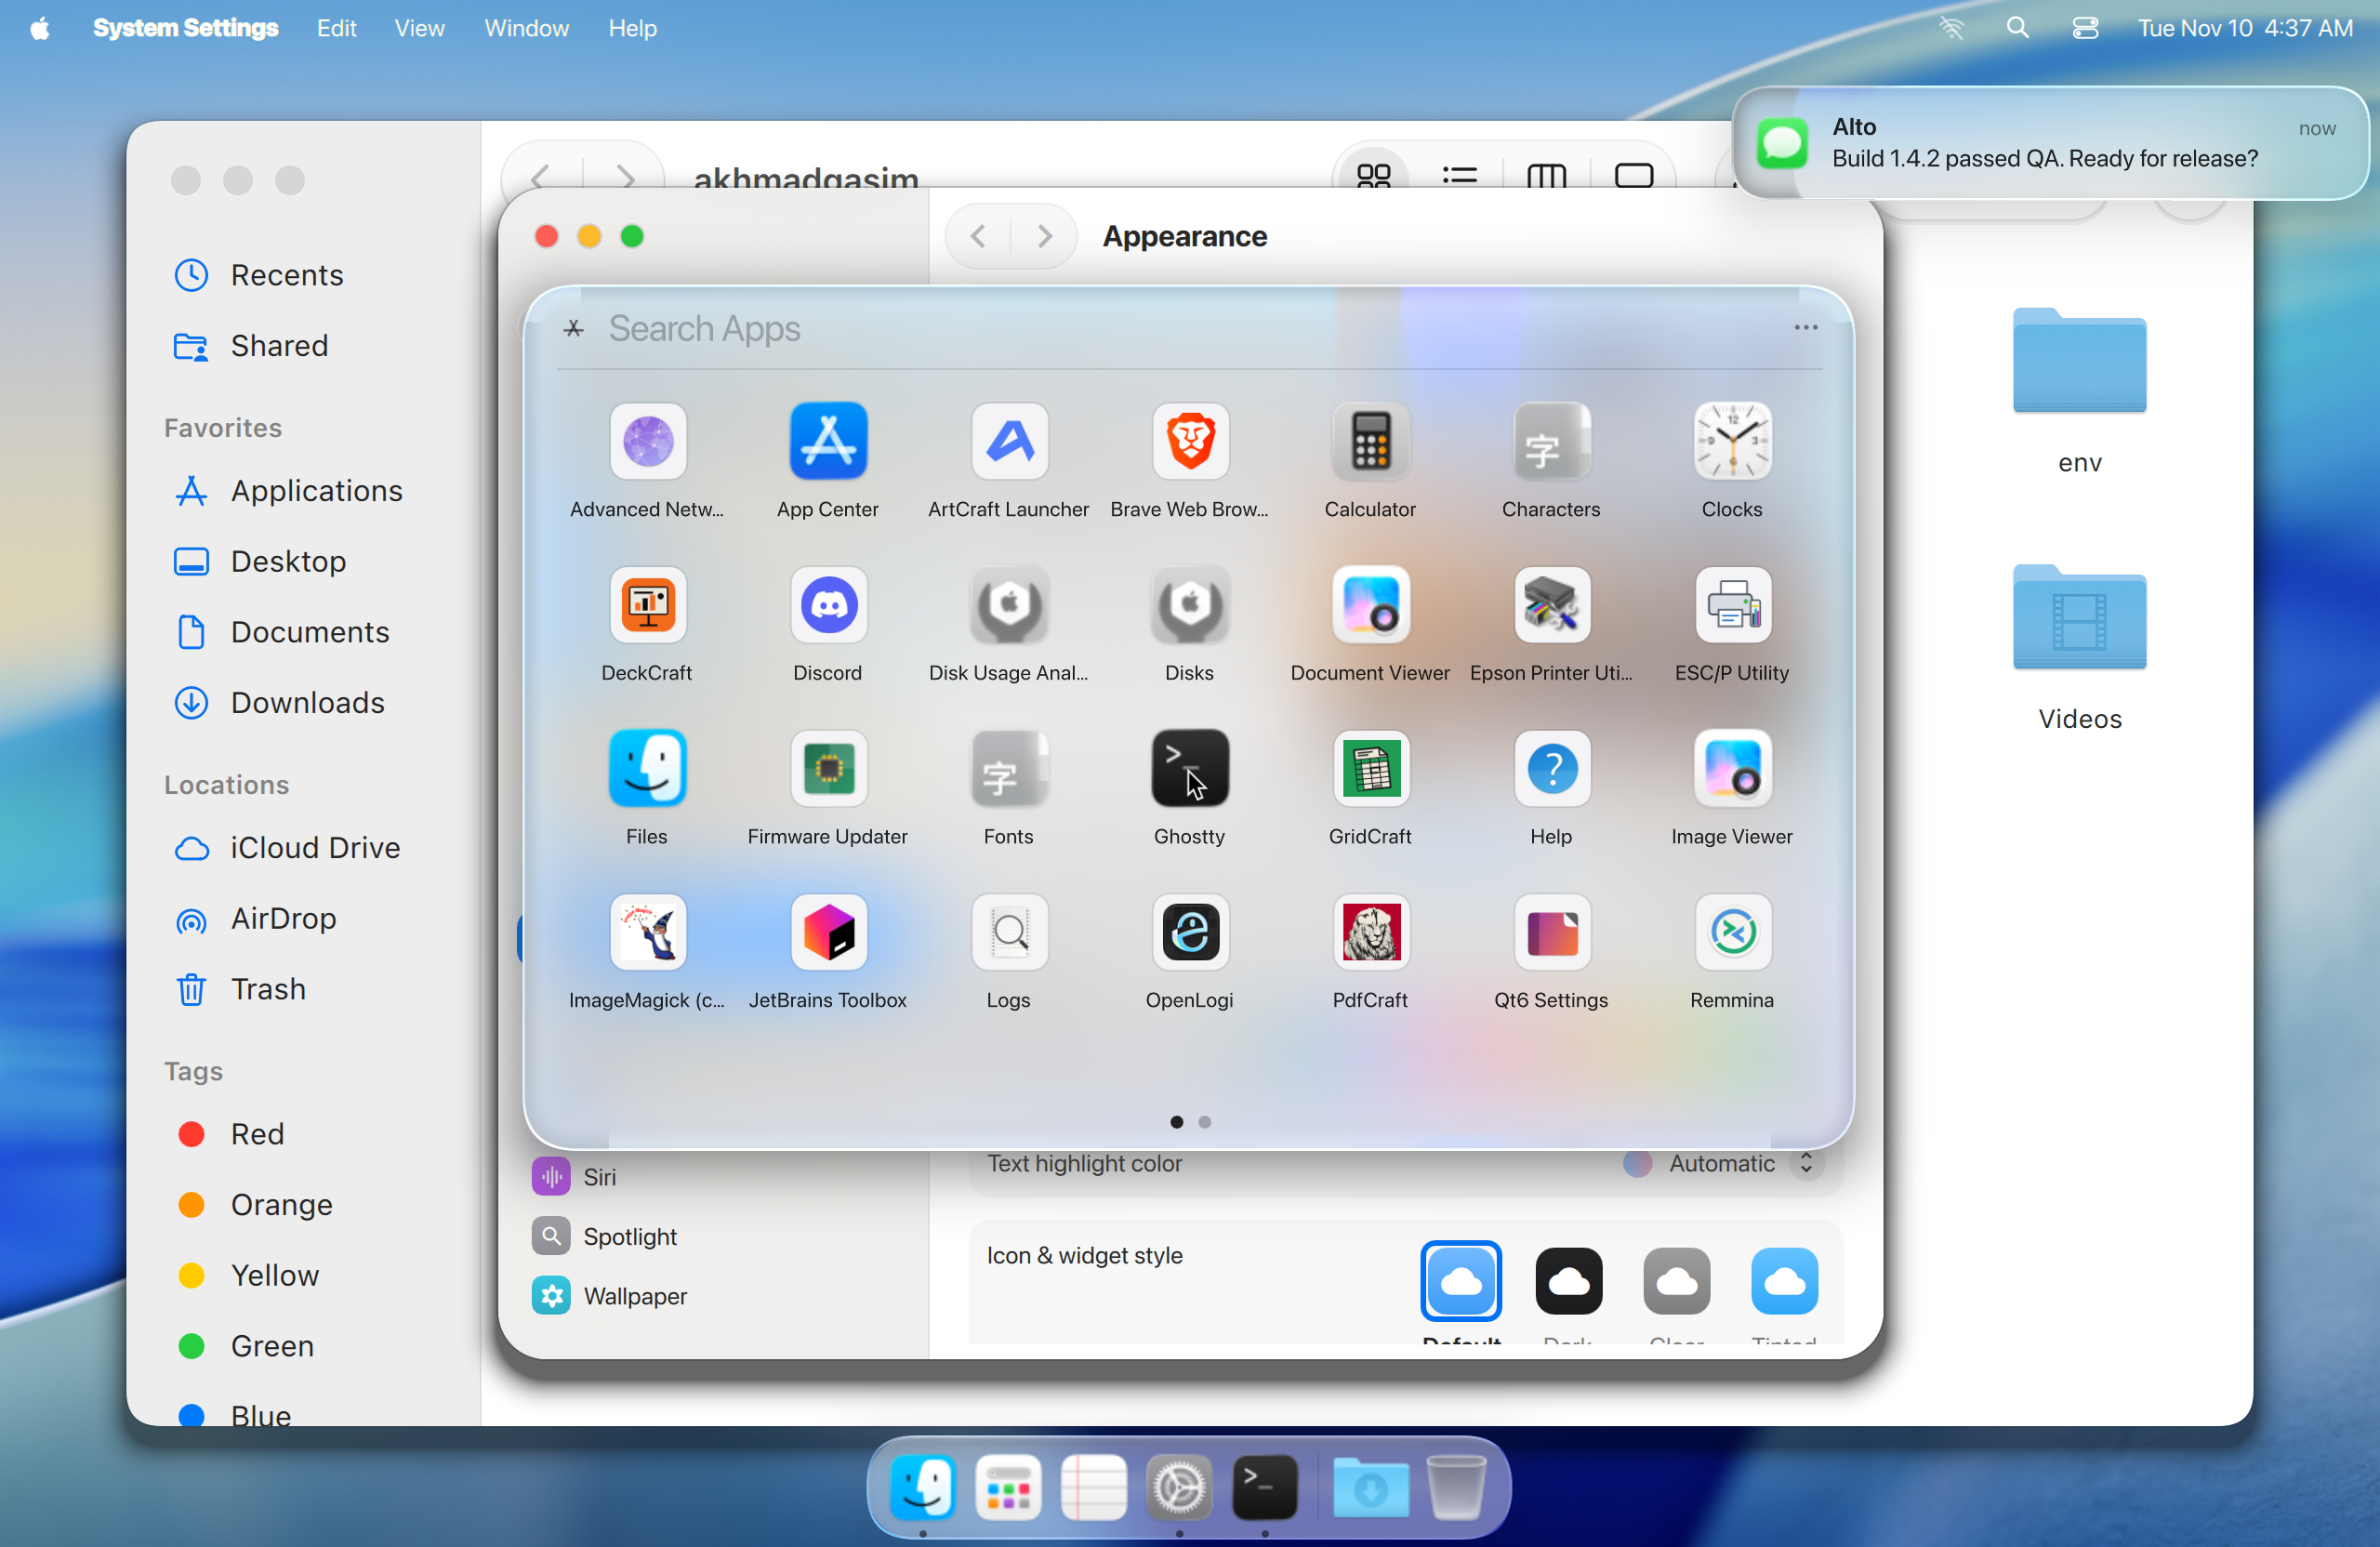 System Settings Edit View Window Help Tue Nov 10 4:37 AM
Alto now
Build 1.4.2 passed QA. Ready for release?
akhmadqasim
Recents
Shared
Favorites
Applications
Desktop
Documents
Downloads
Locations
iCloud Drive
AirDrop
Trash
Tags
Red
Orange
Yellow
Green
Blue
Appearance
Search Apps
Advanced Netw... App Center ArtCraft Launcher Brave Web Brow... Calculator Characters Clocks
DeckCraft Discord Disk Usage Anal... Disks Document Viewer Epson Printer Uti... ESC/P Utility
Files Firmware Updater Fonts Ghostty GridCraft Help Image Viewer
ImageMagick (c... JetBrains Toolbox Logs OpenLogi PdfCraft Qt6 Settings Remmina
Siri
Spotlight
Wallpaper
Text highlight color Automatic
Icon & widget style
Default Dark Clear Tinted
env
Videos